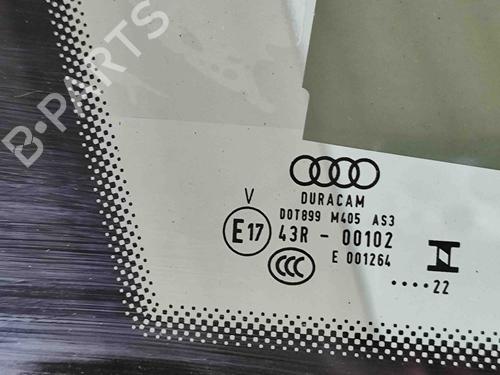 B-PARTS
DURACAM
V DOT899 M405 AS3
E17 43R - 00102
E 001264
CCC
....22